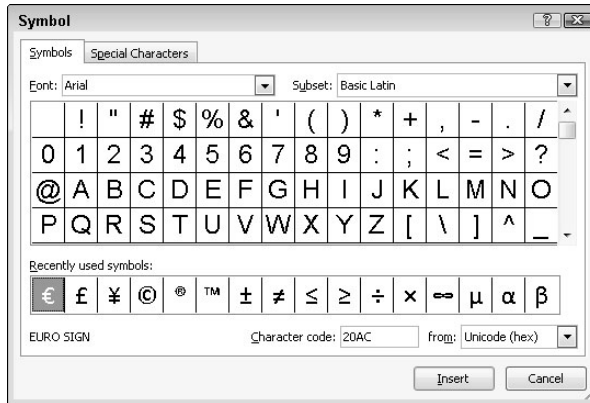 Symbol
Symbols Special Characters
Font: Arial Subset: Basic Latin
! " # $ % & ' ( ) * + , - . /
0 1 2 3 4 5 6 7 8 9 : ; < = > ?
@ A B C D E F G H I J K L M N O
P Q R S T U V W X Y Z [ \ ] ^ _
Recently used symbols:
€ £ ¥ © ® ™ ± ≠ ≤ ≥ ÷ × ∞ µ α β
EURO SIGN Character code: 20AC from: Unicode (hex)
Insert Cancel